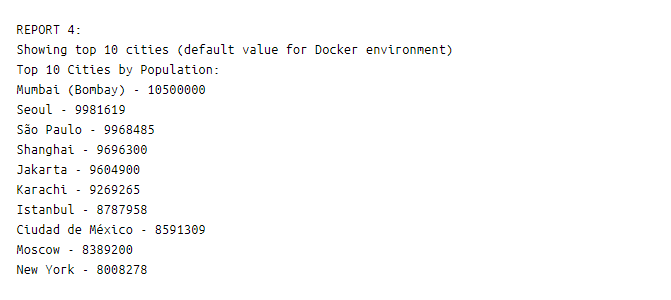 REPORT 4:
Showing top 10 cities (default value for Docker environment)
Top 10 Cities by Population:
Mumbai (Bombay) - 10500000
Seoul - 9981619
São Paulo - 9968485
Shanghai - 9696300
Jakarta - 9604900
Karachi - 9269265
Istanbul - 8787958
Ciudad de México - 8591309
Moscow - 8389200
New York - 8008278